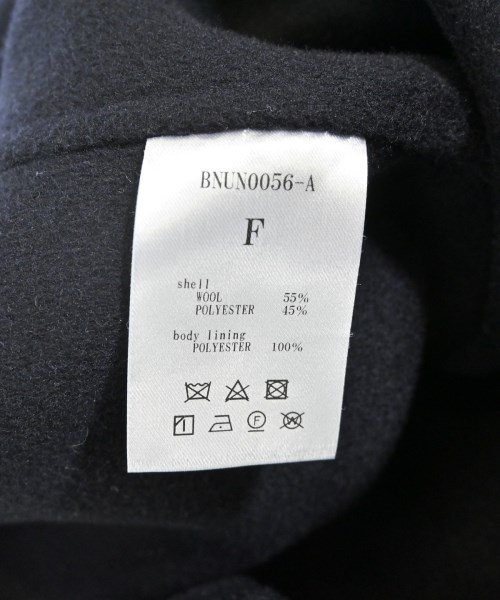 BNUN0056-A
F
shell
WOOL 55%
POLYESTER 45%
body lining
POLYESTER 100%
F W